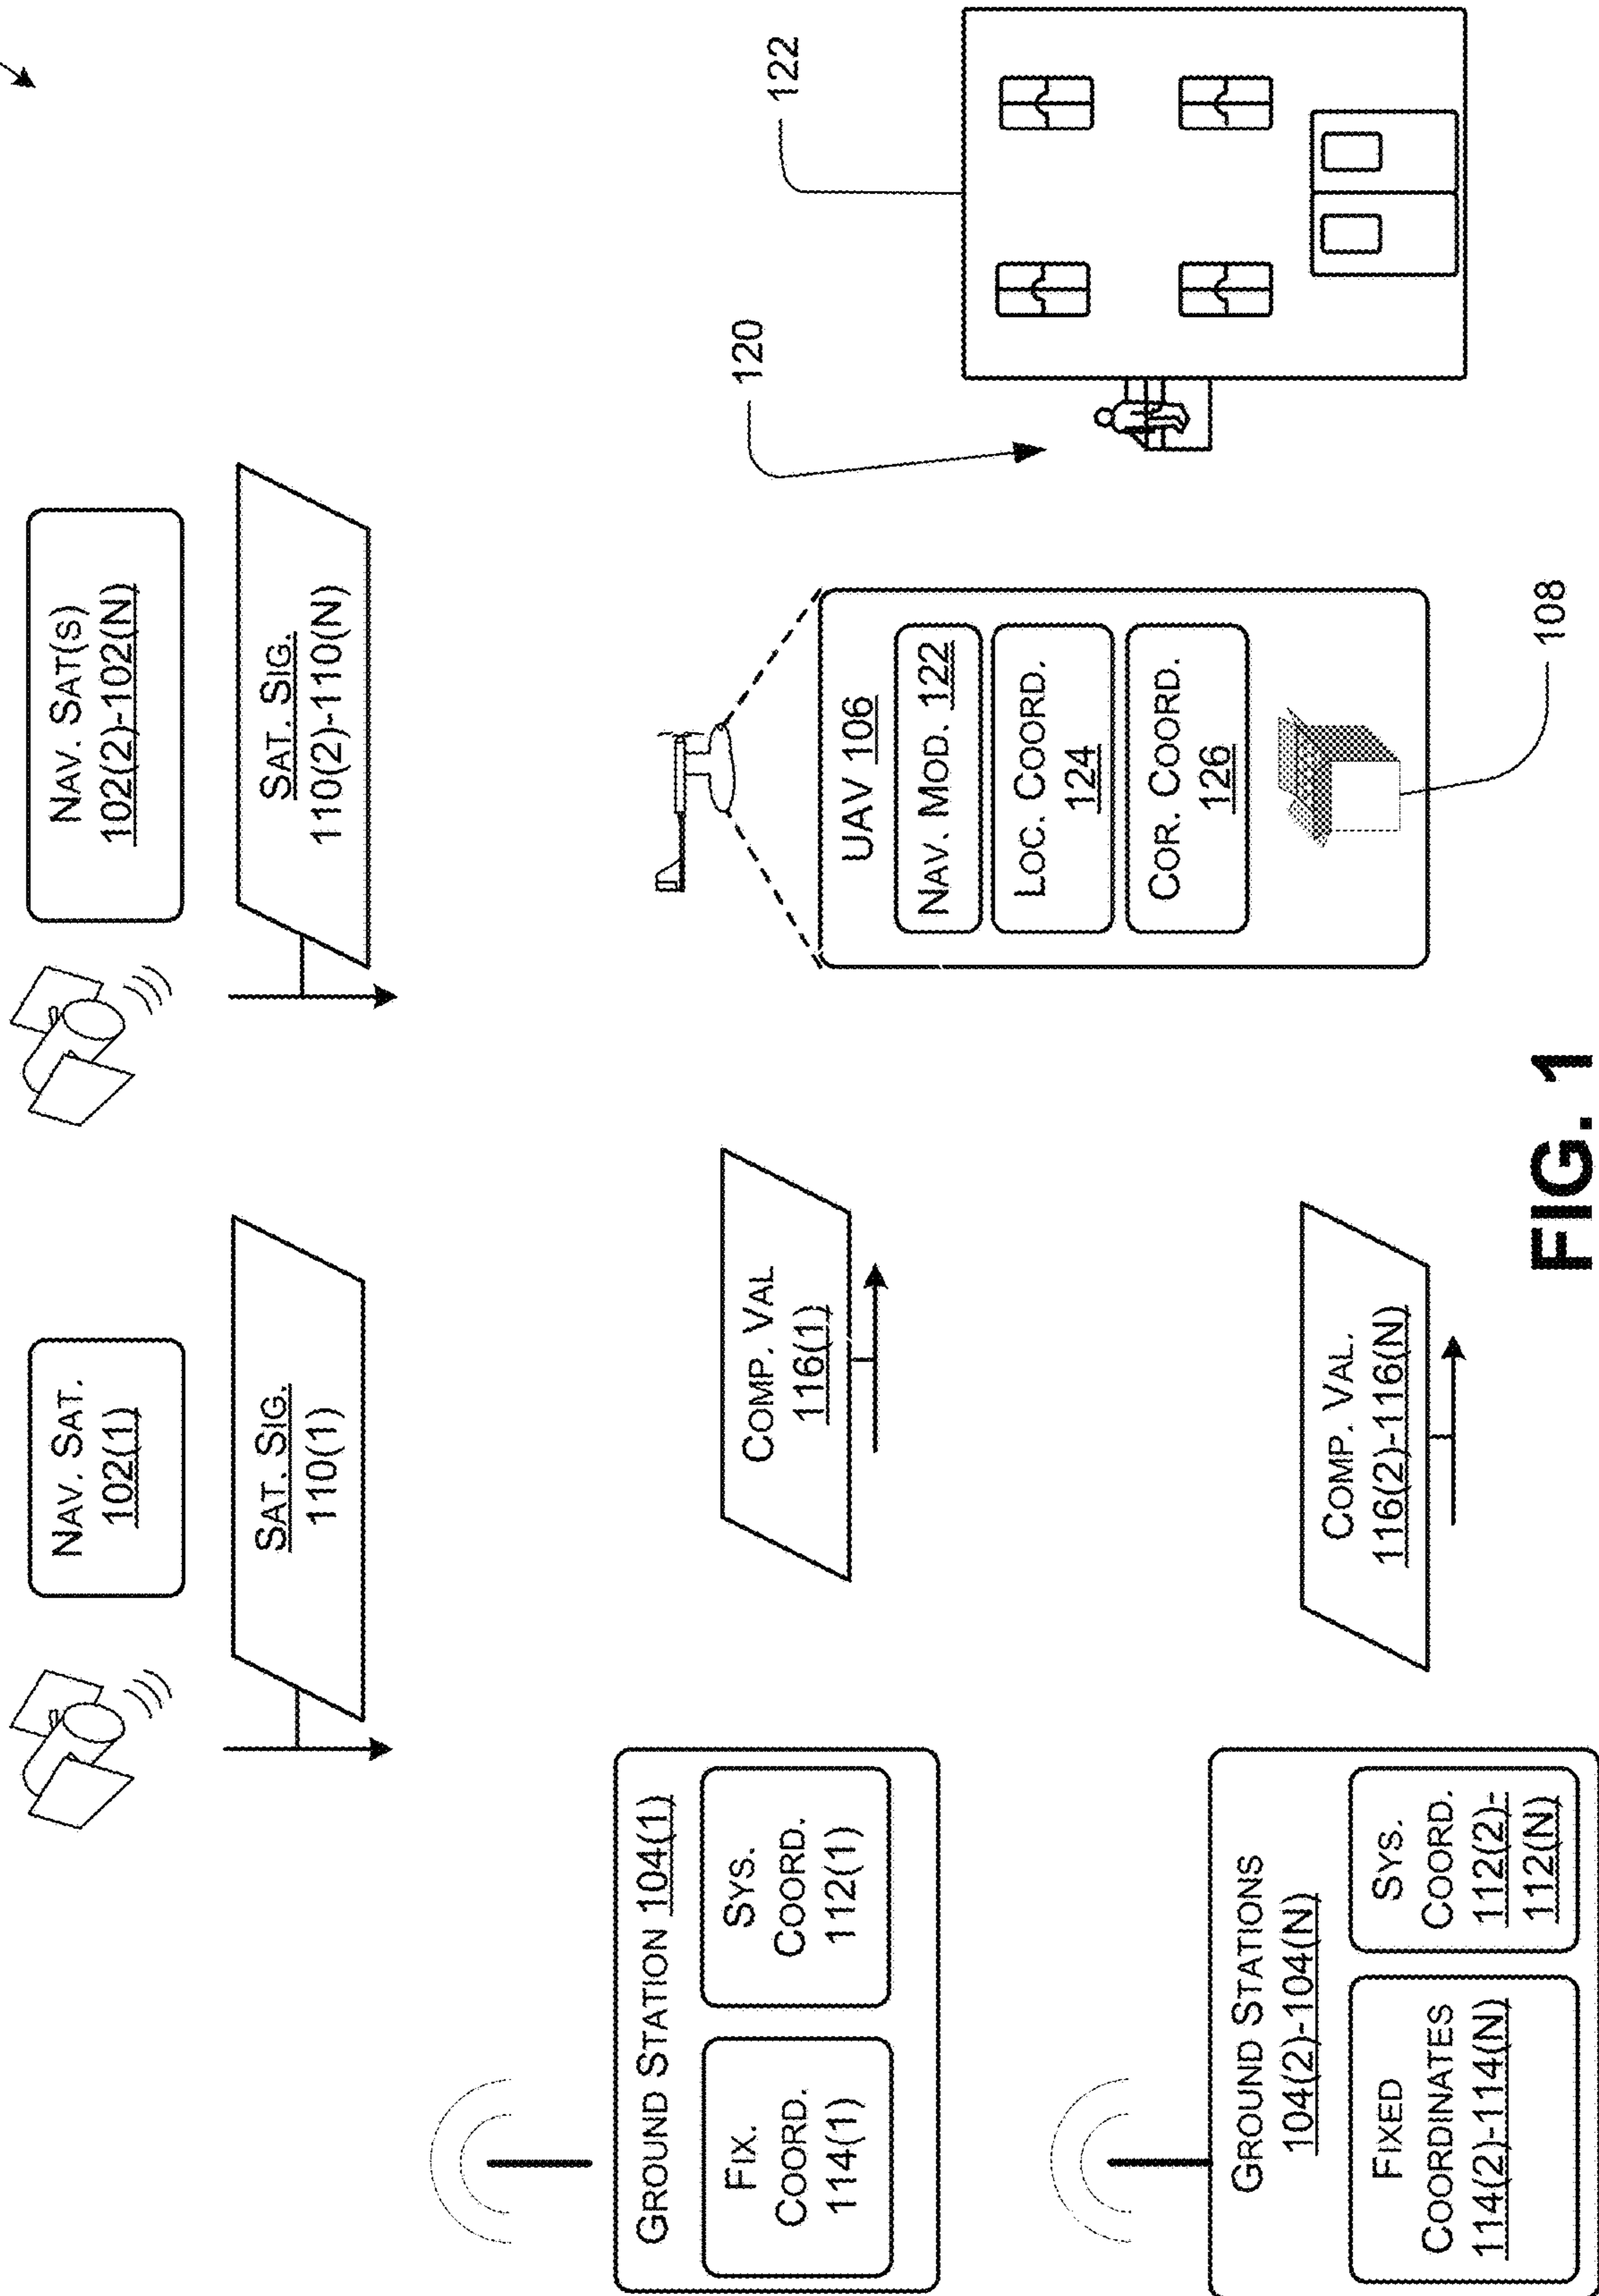 NAV. SAT.
102(1)
NAV. SAT(S)
102(2)-102(N)
SAT. SIG.
110(1)
SAT. SIG.
110(2)-110(N)
GROUND STATION 104(1)
FIX.
COORD.
114(1)
SYS.
COORD.
112(1)
COMP. VAL
116(1)
UAV 106
NAV. MOD. 122
LOC. COORD.
124
COR. COORD.
126
108
120
122
GROUND STATIONS
104(2)-104(N)
FIXED
COORDINATES
114(2)-114(N)
SYS.
COORD.
112(2)-
112(N)
COMP. VAL.
116(2)-116(N)
FIG. 1